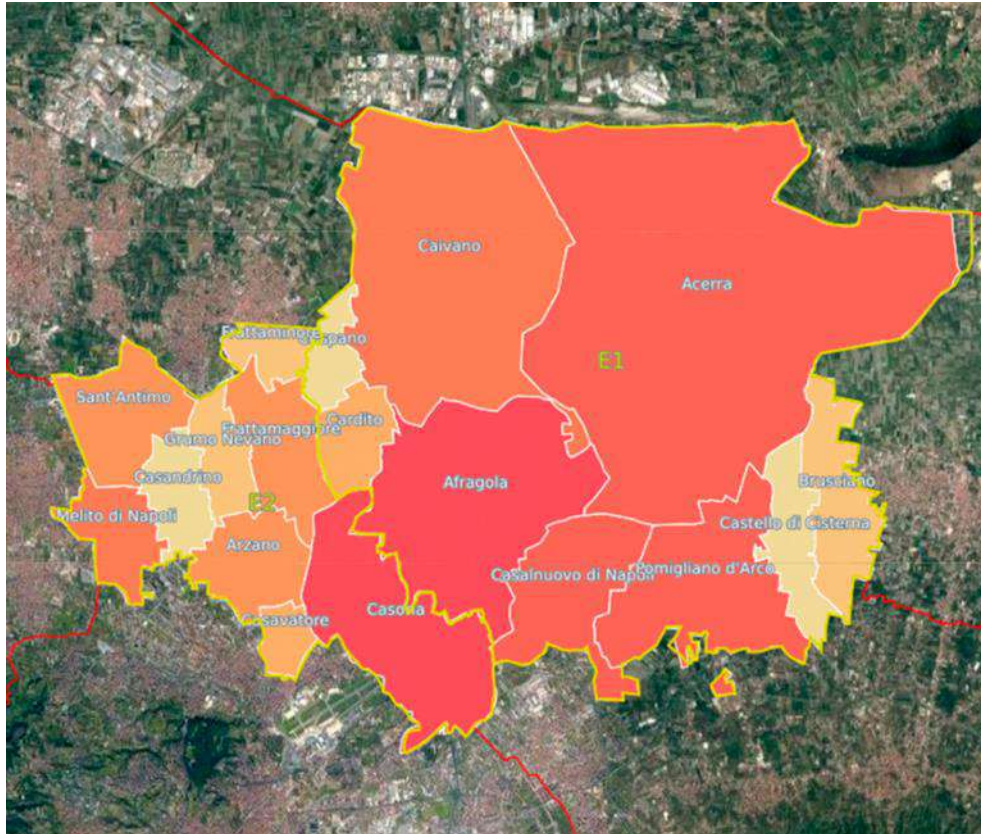 Caivano
Acerra
Frattaminore
E1
Sant'Antimo
Cardito
Frattamaggiore
Grumo Nevano
Casandrino
Afragola
Brusciano
E2
Melito di Napoli
Castello di Cisterna
Arzano
Casalnuovo di Napoli
Pomigliano d'Arco
Casoria
Casavatore